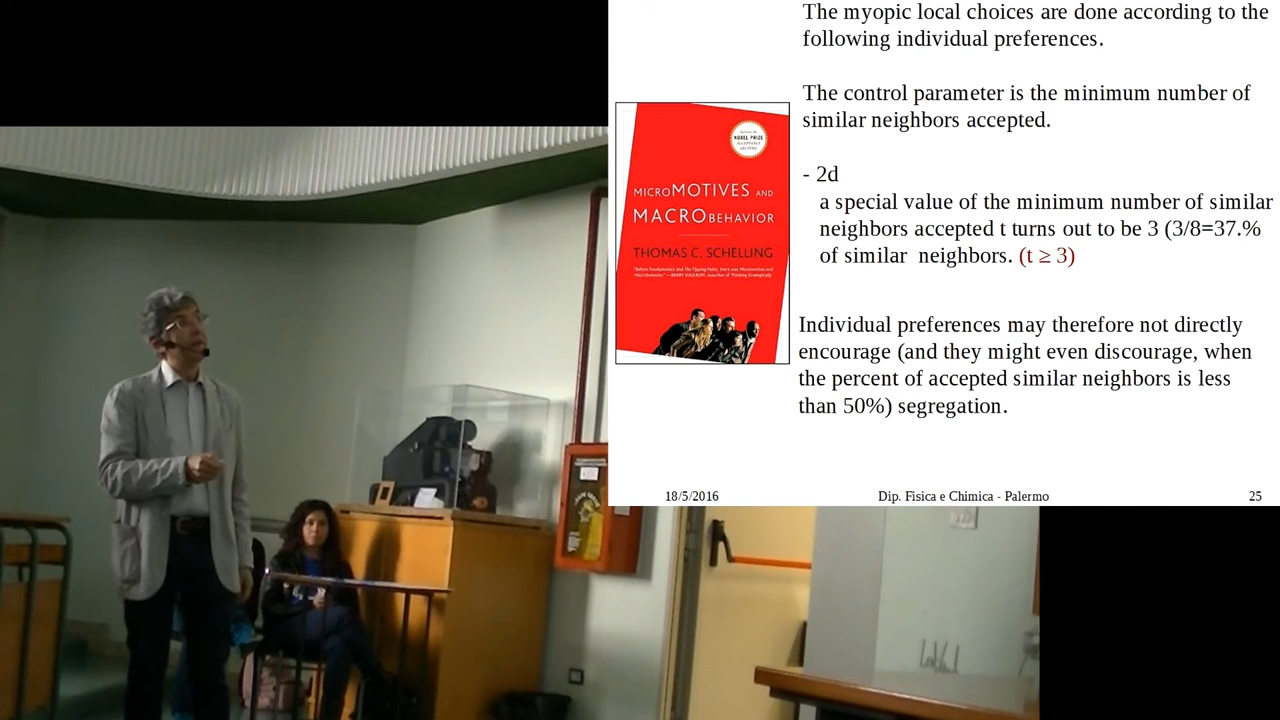 The myopic local choices are done according to the
following individual preferences.
The control parameter is the minimum number of
similar neighbors accepted.
- 2d
a special value of the minimum number of similar
neighbors accepted t turns out to be 3 (3/8=37.%
of similar neighbors. (t ≥ 3)
Individual preferences may therefore not directly
encourage (and they might even discourage, when
the percent of accepted similar neighbors is less
than 50%) segregation.
NOBEL PRIZE
MICROMOTIVES AND
MACROBEHAVIOR
THOMAS C. SCHELLING
18/5/2016
Dip. Fisica e Chimica - Palermo
25